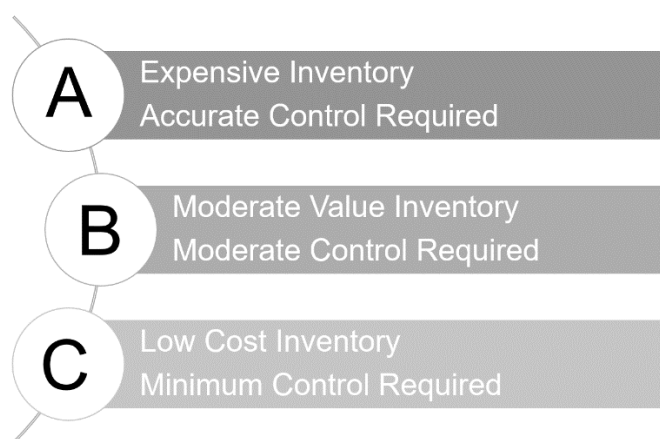 A
Expensive Inventory
Accurate Control Required
B
Moderate Value Inventory
Moderate Control Required
C
Low Cost Inventory
Minimum Control Required